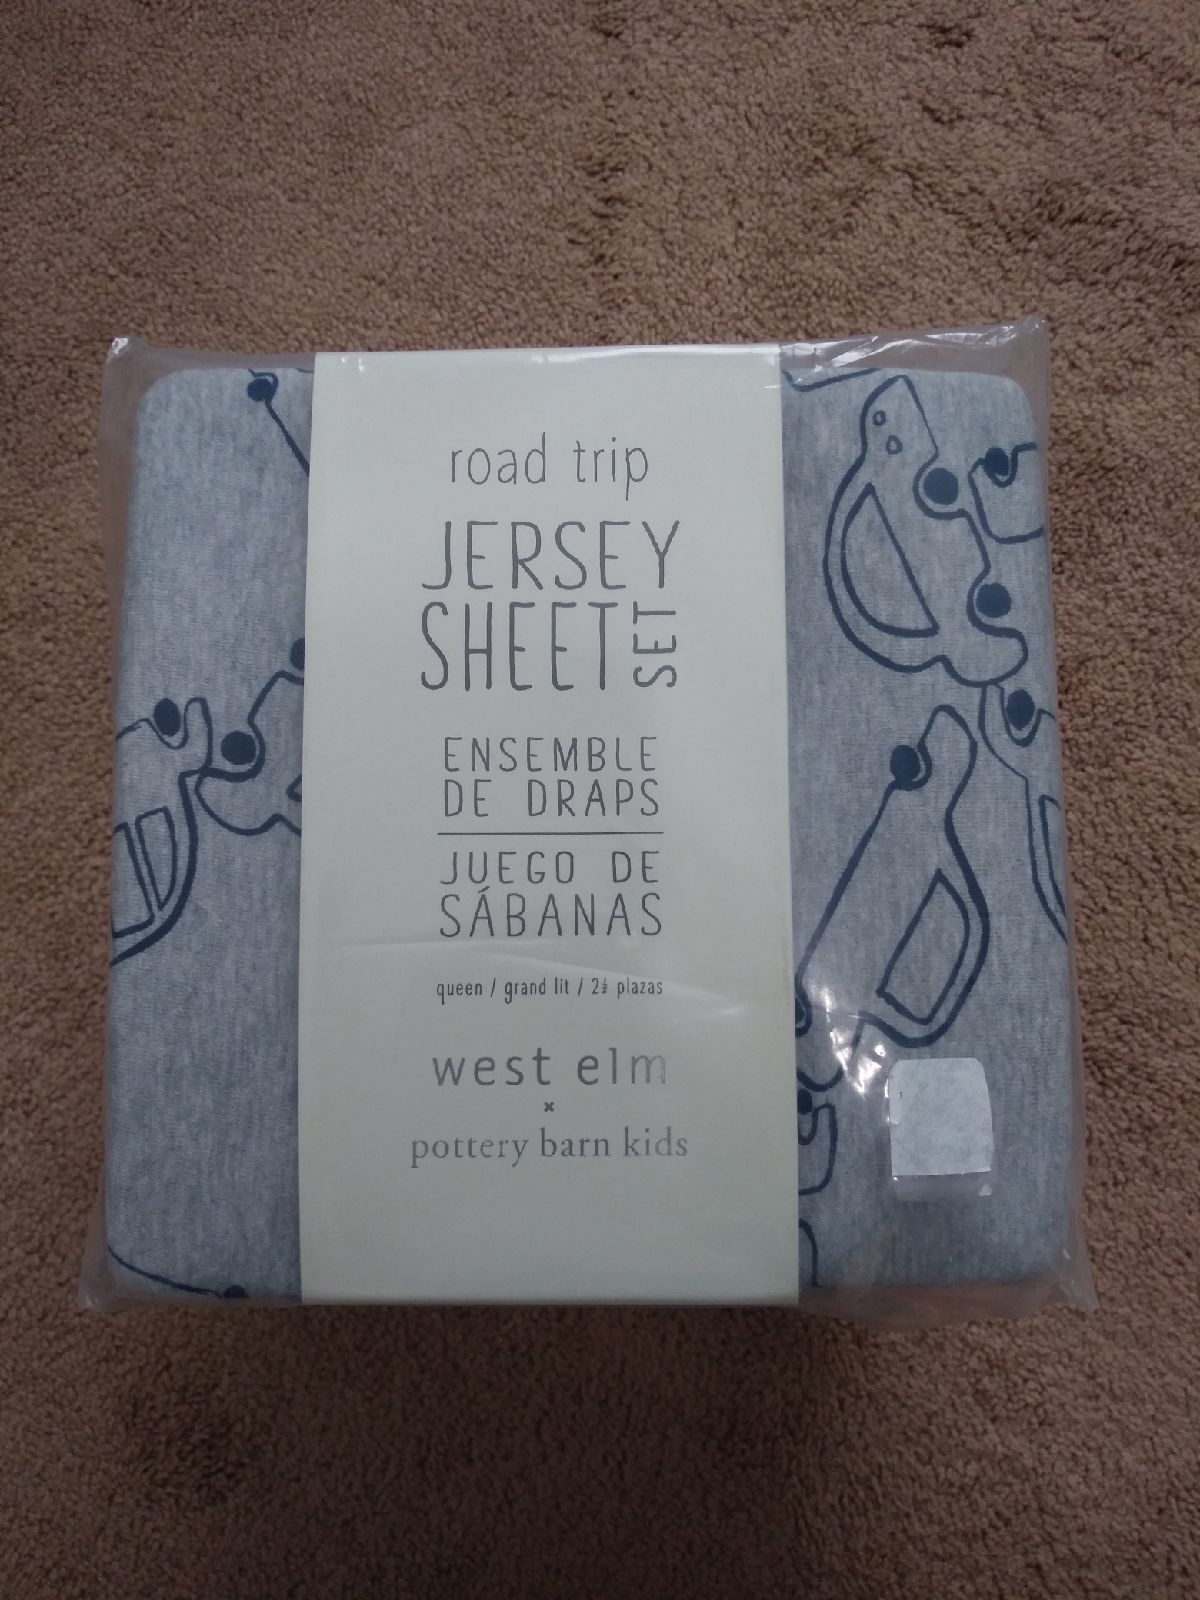 road trip
JERSEY
SHEET SET
ENSEMBLE
DE DRAPS
JUEGO DE
SÁBANAS
queen / grand lit / 2½ plazas
west elm
x
pottery barn kids